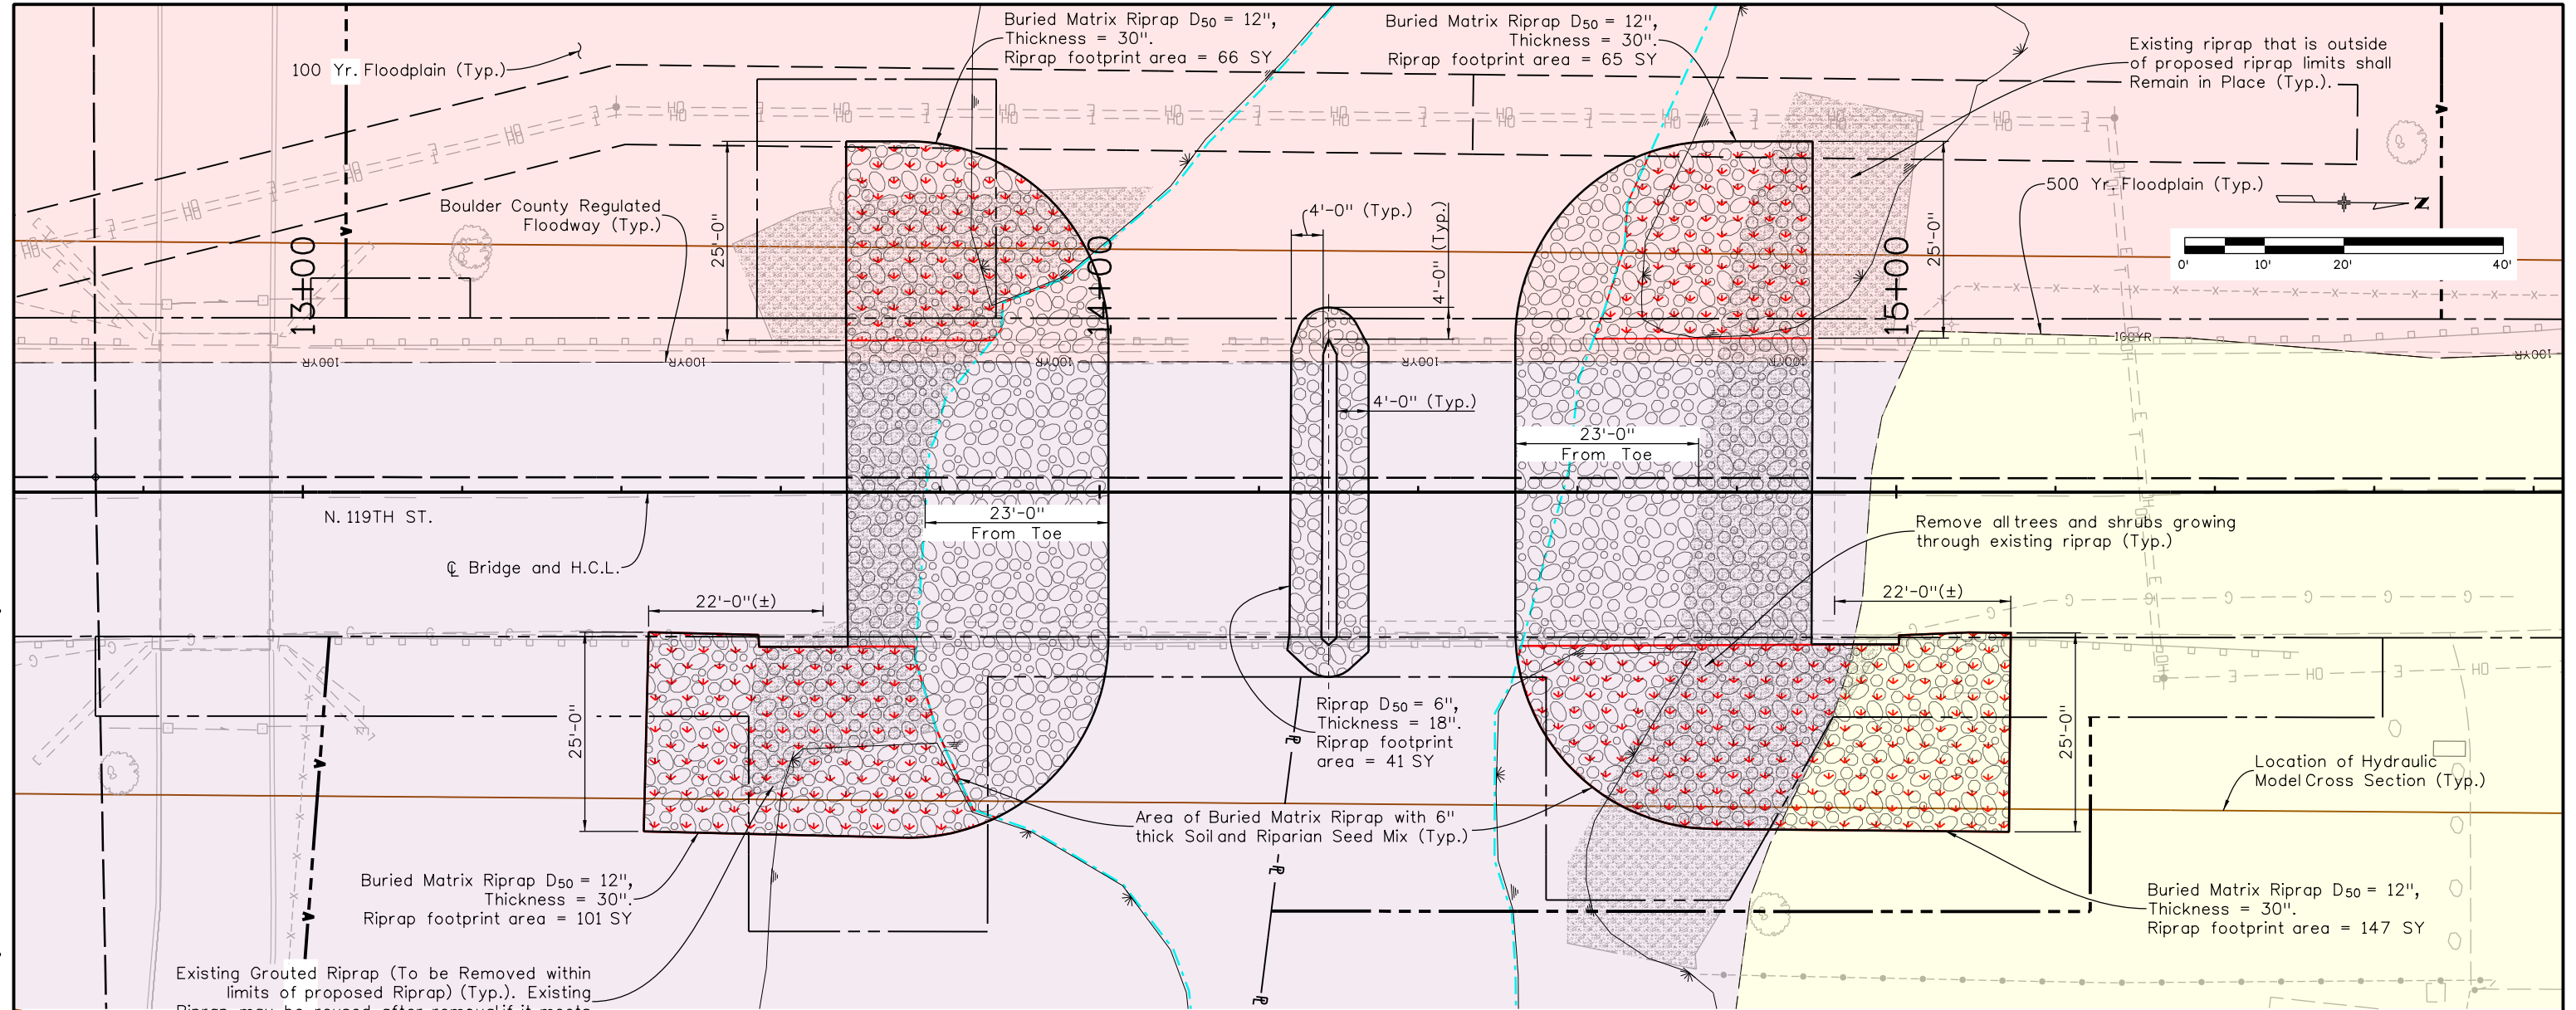 Buried Matrix Riprap D50 = 12",
Thickness = 30".
Riprap footprint area = 66 SY
Buried Matrix Riprap D50 = 12",
Thickness = 30".
Riprap footprint area = 65 SY
Existing riprap that is outside
of proposed riprap limits shall
Remain in Place (Typ.).
100 Yr. Floodplain (Typ.)
500 Yr. Floodplain (Typ.)
N
0' 10' 20' 40'
Boulder County Regulated
Floodway (Typ.)
25'-0"
4'-0" (Typ.)
4'-0" (Typ.)
25'-0"
13+00
14+00
15+00
100YR
100YR
100YR
100YR
100YR
100YR
100YR
4'-0" (Typ.)
23'-0"
From Toe
23'-0"
From Toe
N. 119TH ST.
℄ Bridge and H.C.L.
Remove all trees and shrubs growing
through existing riprap (Typ.)
22'-0"(±)
22'-0"(±)
25'-0"
25'-0"
Riprap D50 = 6",
Thickness = 18".
Riprap footprint
area = 41 SY
Location of Hydraulic
Model Cross Section (Typ.)
Area of Buried Matrix Riprap with 6"
thick Soil and Riparian Seed Mix (Typ.)
Buried Matrix Riprap D50 = 12",
Thickness = 30".
Riprap footprint area = 101 SY
Buried Matrix Riprap D50 = 12",
Thickness = 30".
Riprap footprint area = 147 SY
Existing Grouted Riprap (To be Removed within
limits of proposed Riprap) (Typ.). Existing
Riprap may be reused after removal if it meets